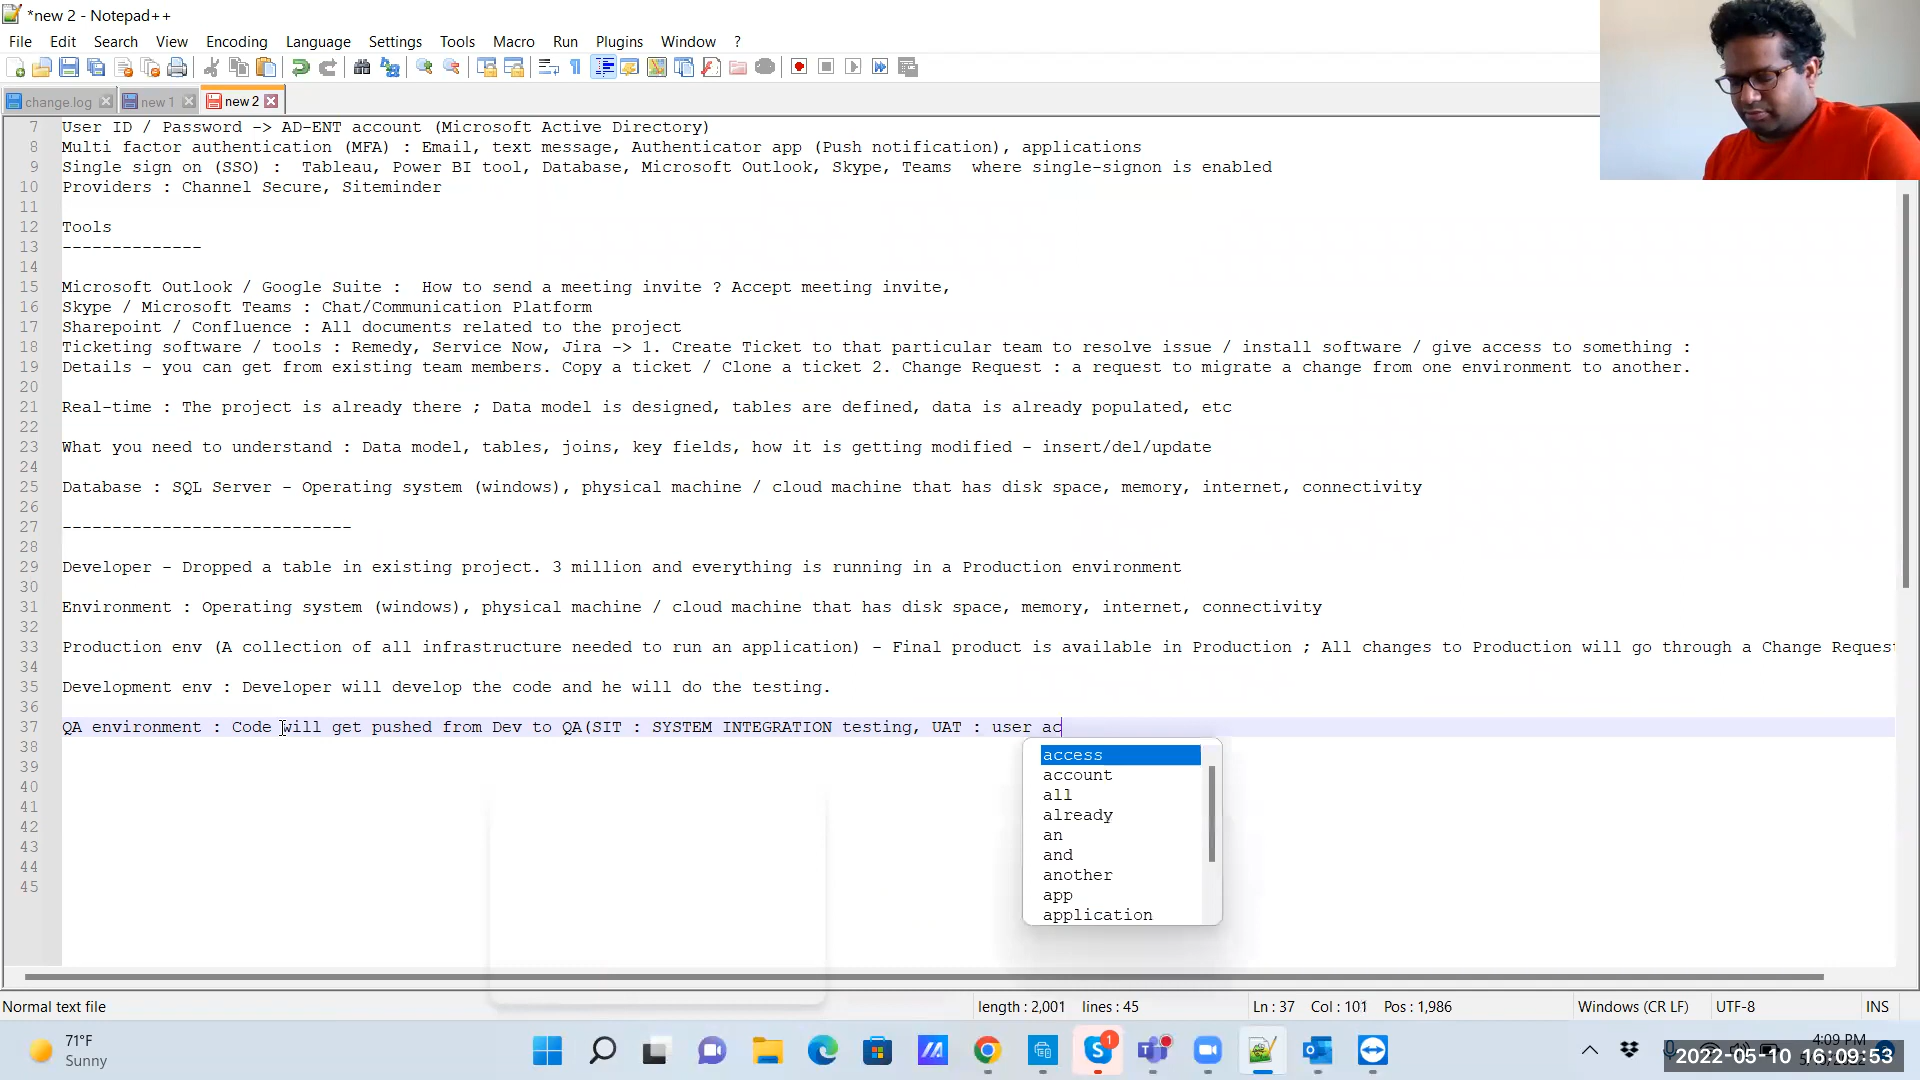 *new 2 - Notepad++
File Edit Search View Encoding Language Settings Tools Macro Run Plugins Window ?
change.log new 1 new 2
7 User ID / Password -> AD-ENT account (Microsoft Active Directory)
8 Multi factor authentication (MFA) : Email, text message, Authenticator app (Push notification), applications
9 Single sign on (SSO) :  Tableau, Power BI tool, Database, Microsoft Outlook, Skype, Teams  where single-signon is enabled
10 Providers : Channel Secure, Siteminder
11
12 Tools
13 --------------
14
15 Microsoft Outlook / Google Suite :  How to send a meeting invite ? Accept meeting invite,
16 Skype / Microsoft Teams : Chat/Communication Platform
17 Sharepoint / Confluence : All documents related to the project
18 Ticketing software / tools : Remedy, Service Now, Jira -> 1. Create Ticket to that particular team to resolve issue / install software / give access to something :
19 Details - you can get from existing team members. Copy a ticket / Clone a ticket 2. Change Request : a request to migrate a change from one environment to another.
20
21 Real-time : The project is already there ; Data model is designed, tables are defined, data is already populated, etc
22
23 What you need to understand : Data model, tables, joins, key fields, how it is getting modified - insert/del/update
24
25 Database : SQL Server - Operating system (windows), physical machine / cloud machine that has disk space, memory, internet, connectivity
26
27 -----------------------------
28
29 Developer - Dropped a table in existing project. 3 million and everything is running in a Production environment
30
31 Environment : Operating system (windows), physical machine / cloud machine that has disk space, memory, internet, connectivity
32
33 Production env (A collection of all infrastructure needed to run an application) - Final product is available in Production ; All changes to Production will go through a Change Request
34
35 Development env : Developer will develop the code and he will do the testing.
36
37 QA environment : Code will get pushed from Dev to QA(SIT : SYSTEM INTEGRATION testing, UAT : user ac
38
39
40
41
42
43
44
45
access
account
all
already
an
and
another
app
application
Normal text file length : 2,001 lines : 45 Ln : 37 Col : 101 Pos : 1,986 Windows (CR LF) UTF-8 INS
71°F
Sunny
1
4:09 PM
2022-05-10 16:09:53